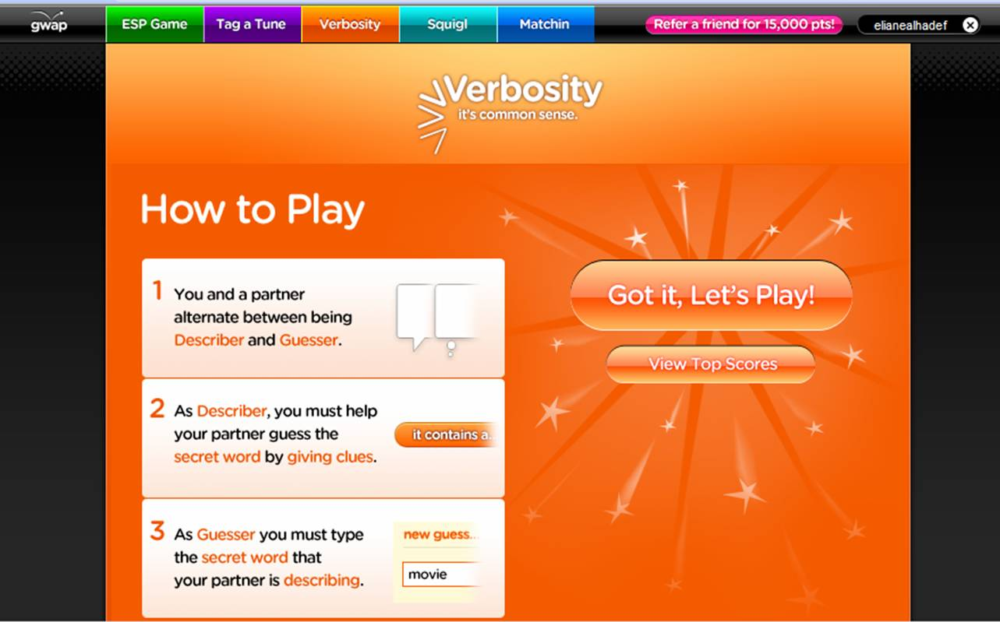 gwap
ESP Game
Tag a Tune
Verbosity
Squigl
Matchin
Refer a friend for 15,000 pts!
elianealhadef
Verbosity
it's common sense.
How to Play
1 You and a partner
alternate between being
Describer and Guesser.
2 As Describer, you must help
your partner guess the
secret word by giving clues.
it contains a..
3 As Guesser you must type
the secret word that
your partner is describing.
new guess..
movie
Got it, Let's Play!
View Top Scores